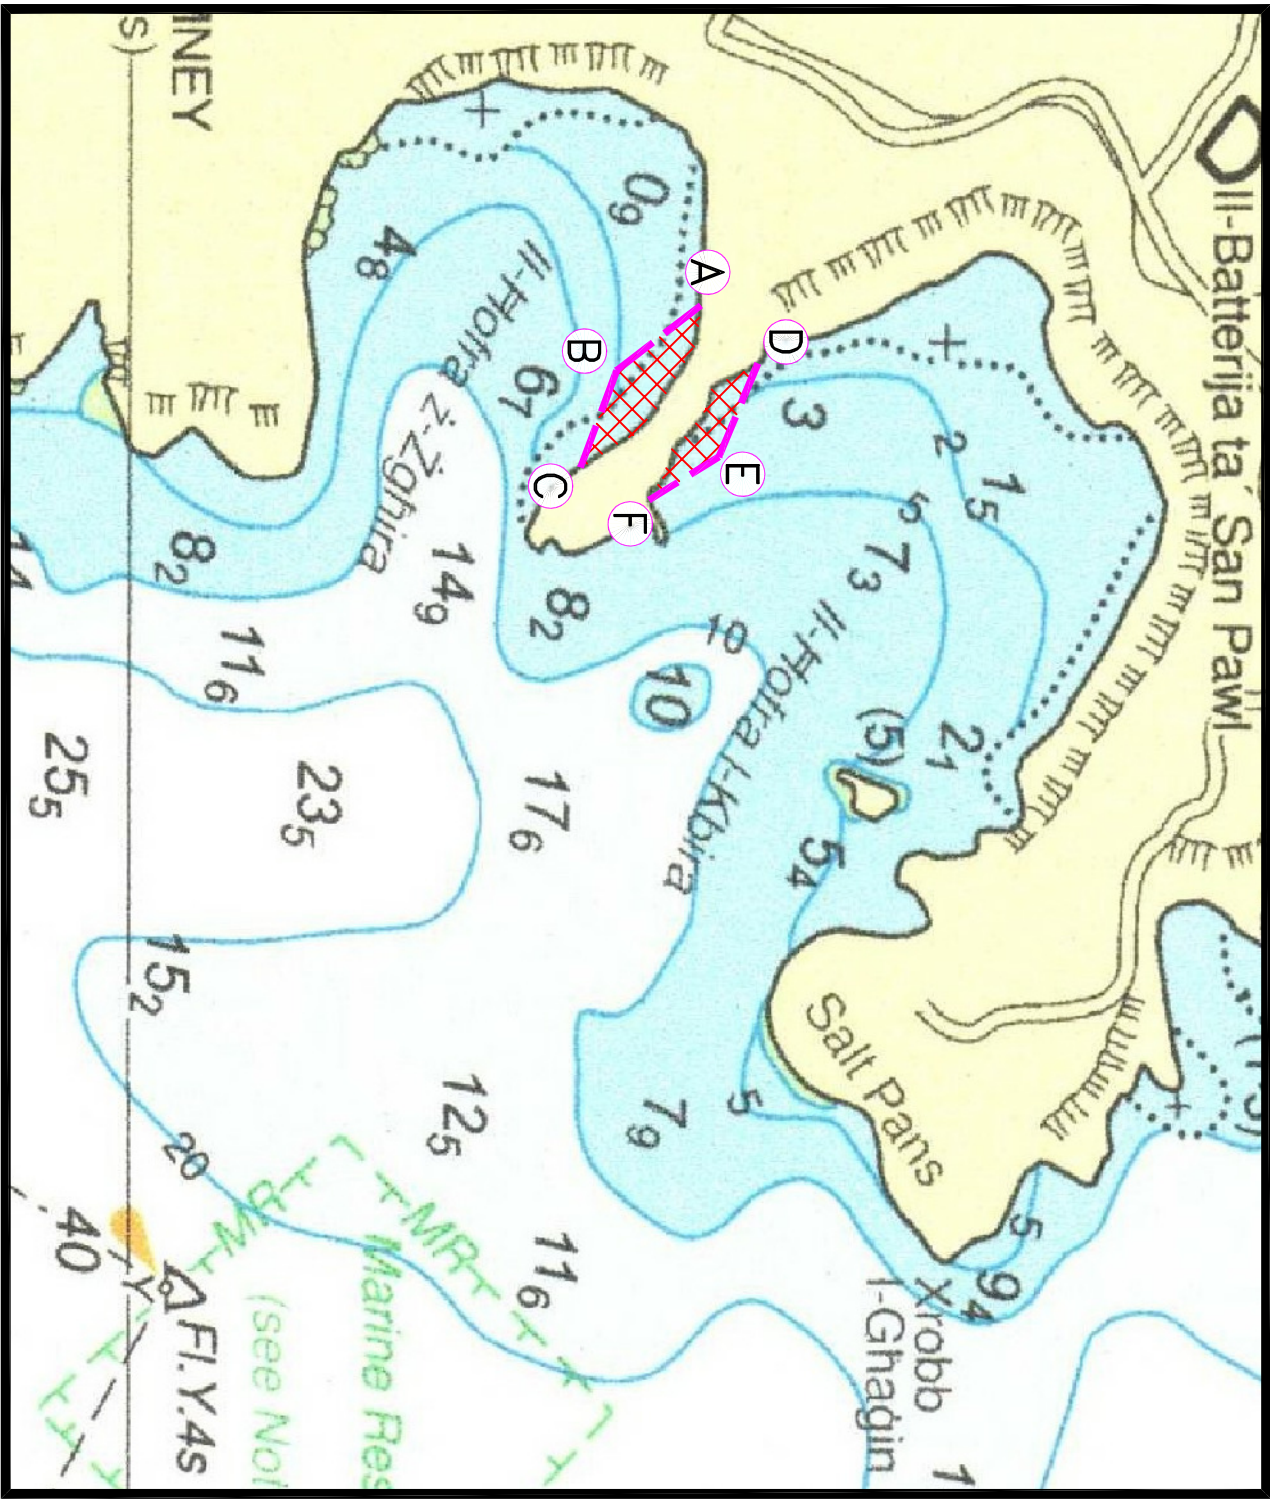 Il-Batterija ta´ San Pawl
INEY
S)
0₉
4₈
Il-Ħofra
ż-Żgħira
6₇
A
B
C
D
E
F
3
2
1₅
5
7₃
Il-Ħofra l-Kbira
8₂
14₉
8₂
11₆
10
10
(5)
2₁
5₄
17₆
23₅
25₅
14
15₂
Salt Pans
12₅
7₉
5
5
9₄
20
40
MR
MR
11₆
Marine Res
(see Not
Fl.Y.4s
Y
Xrobb
l-Għaġin
1